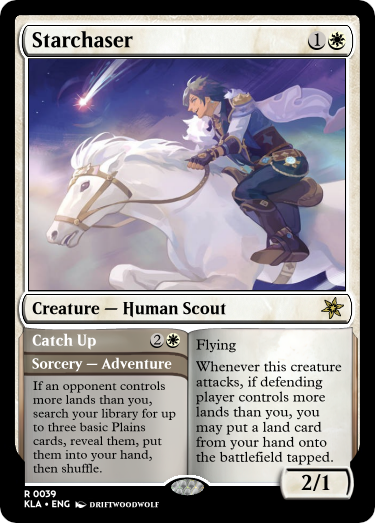 Starchaser 1
Creature — Human Scout
Catch Up 2
Sorcery — Adventure
If an opponent controls
more lands than you,
search your library for up
to three basic Plains
cards, reveal them, put
them into your hand,
then shuffle.
Flying
Whenever this creature
attacks, if defending
player controls more
lands than you, you
may put a land card
from your hand onto
the battlefield tapped.
2/1
R 0039
KLA • ENG DRIFTWOODWOLF